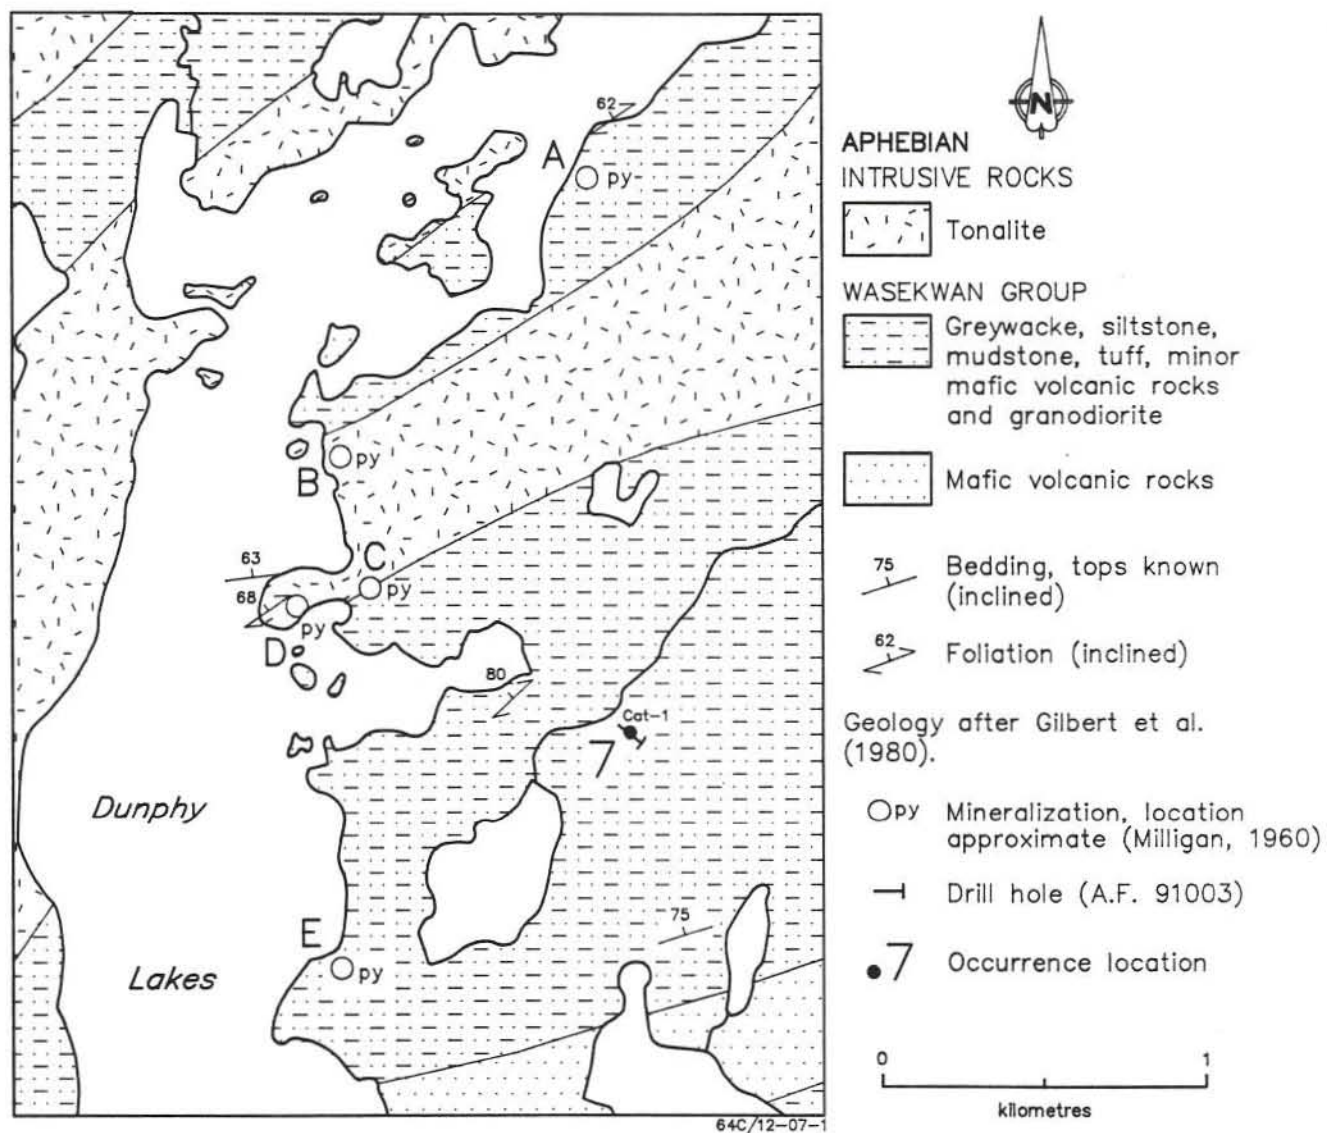 62
A
py
B
py
63
C
py
68
py
D
80
Cat-1
7
Dunphy
75
E
py
Lakes
64C/12-07-1
N
APHEBIAN
INTRUSIVE ROCKS
Tonalite
WASEKWAN GROUP
Greywacke, siltstone,
mudstone, tuff, minor
mafic volcanic rocks
and granodiorite
Mafic volcanic rocks
75
Bedding, tops known
(inclined)
62
Foliation (inclined)
Geology after Gilbert et al.
(1980).
py
Mineralization, location
approximate (Milligan, 1960)
Drill hole (A.F. 91003)
7
Occurrence location
0
1
kilometres